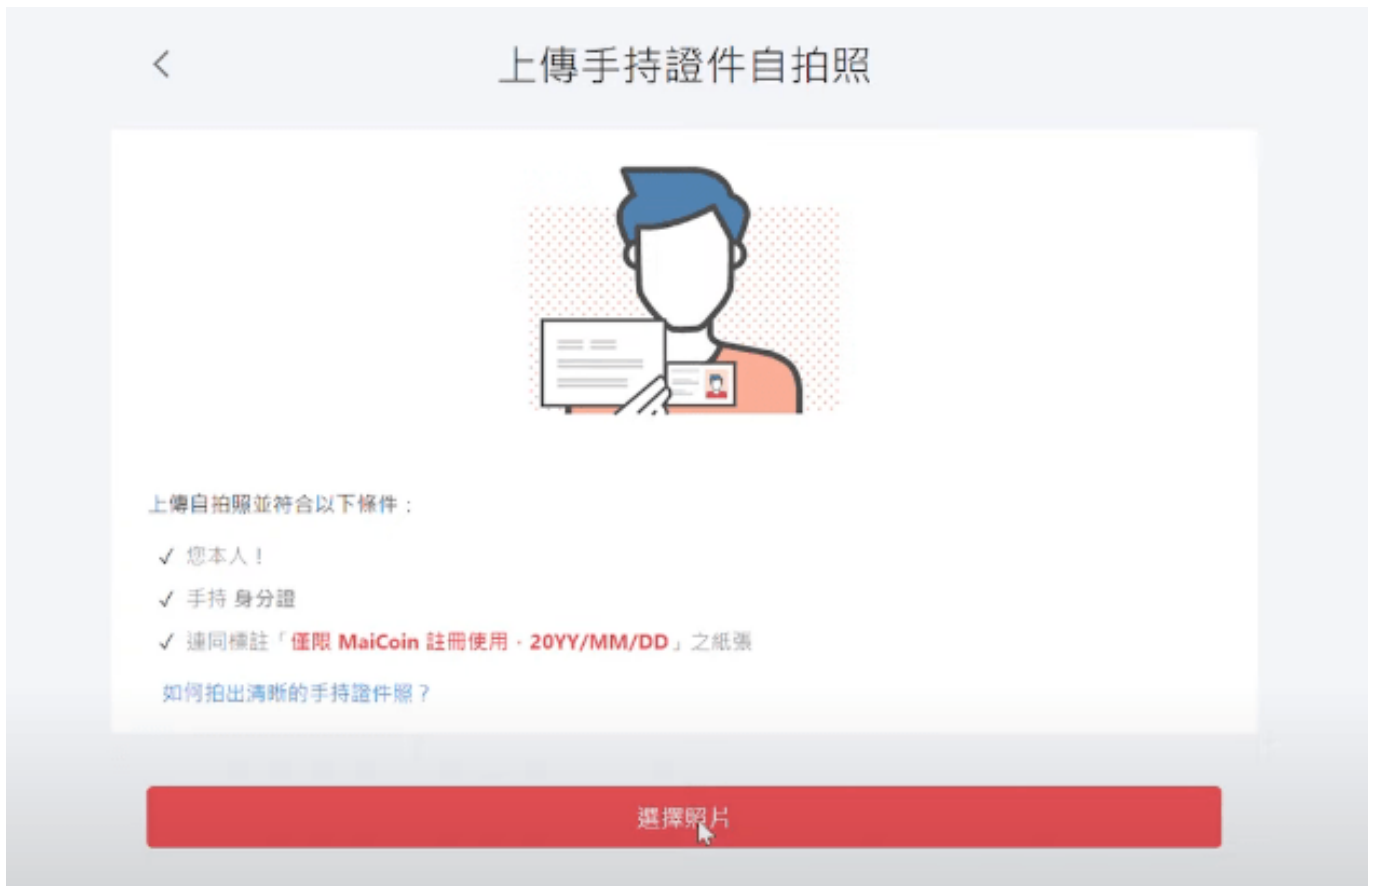 上傳手持證件自拍照
上傳自拍照並符合以下條件：
✓ 您本人！
✓ 手持 身分證
✓ 連同標註「僅限 MaiCoin 註冊使用，20YY/MM/DD」之紙張
如何拍出清晰的手持證件照？
選擇照片